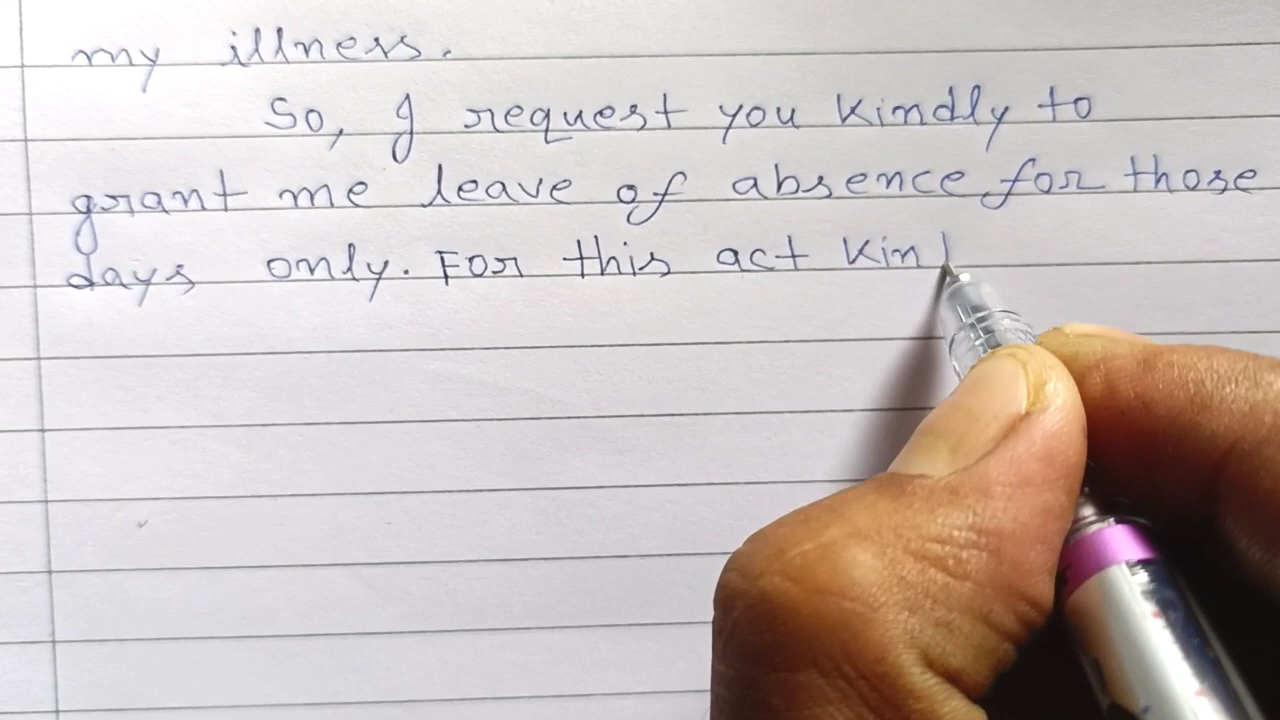 my illness.
So, I request you kindly to
grant me leave of absence for those
days only. For this act kin